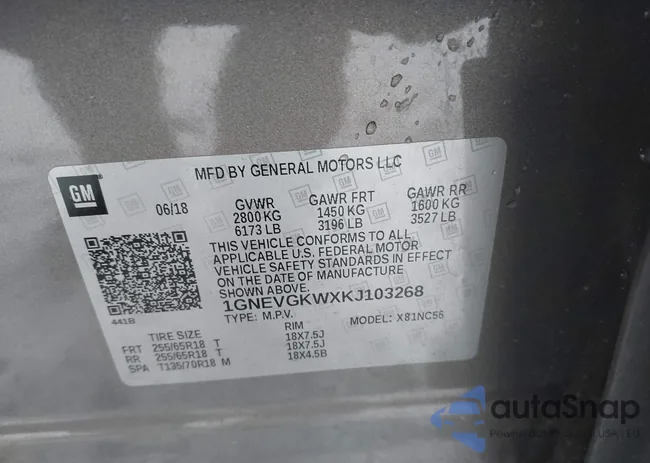 MFD BY GENERAL MOTORS LLC
GM
06/18
GVWR GAWR FRT GAWR RR
2800 KG 1450 KG 1600 KG
6173 LB 3196 LB 3527 LB
THIS VEHICLE CONFORMS TO ALL
APPLICABLE U.S. FEDERAL MOTOR
VEHICLE SAFETY STANDARDS IN EFFECT
ON THE DATE OF MANUFACTURE
SHOWN ABOVE.
1GNEVGKWXKJ103268
441B
TYPE: M.P.V. MODEL: X81NC56
TIRE SIZE RIM
FRT 255/65R18 T 18X7.5J
RR 255/65R18 T 18X7.5J
SPA T135/70R18 M 18X4.5B
autaSnap